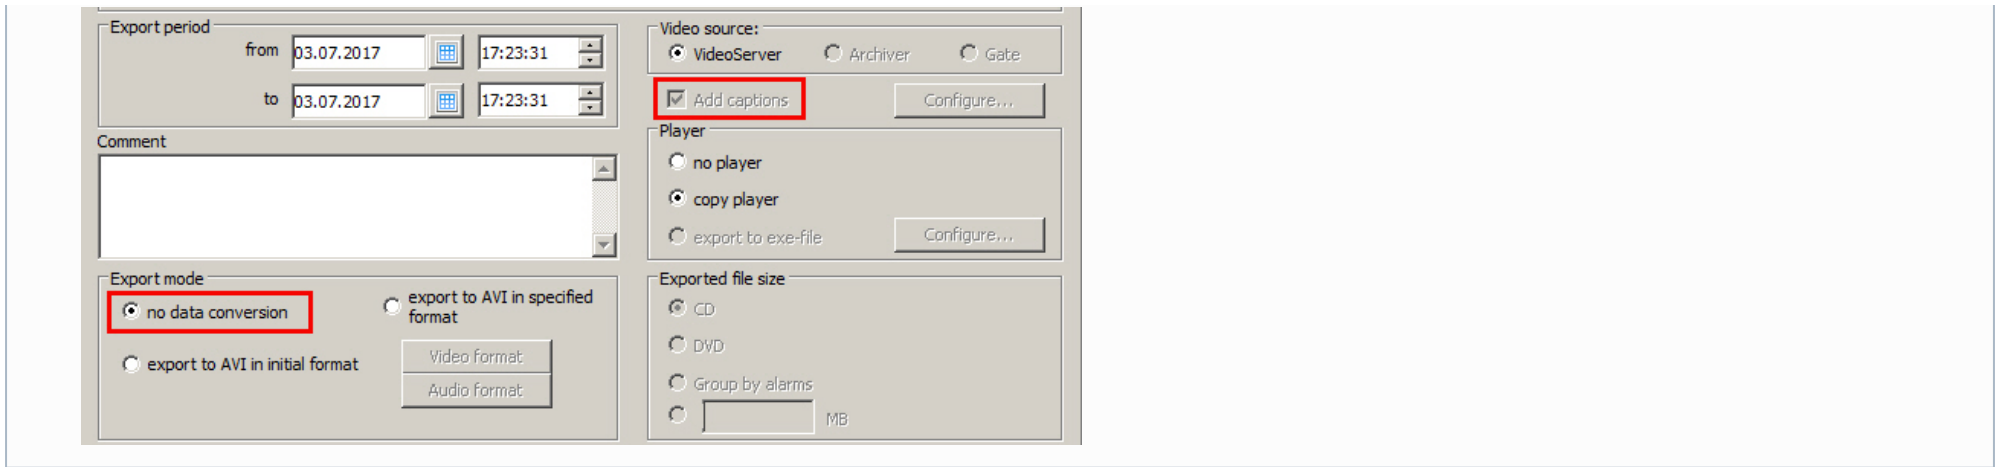 Export period
from 03.07.2017 17:23:31
to 03.07.2017 17:23:31
Comment
Export mode
no data conversion
export to AVI in specified
format
export to AVI in initial format
Video format
Audio format
Video source:
VideoServer Archiver Gate
Add captions Configure...
Player
no player
copy player
export to exe-file Configure...
Exported file size
CD
DVD
Group by alarms
MB